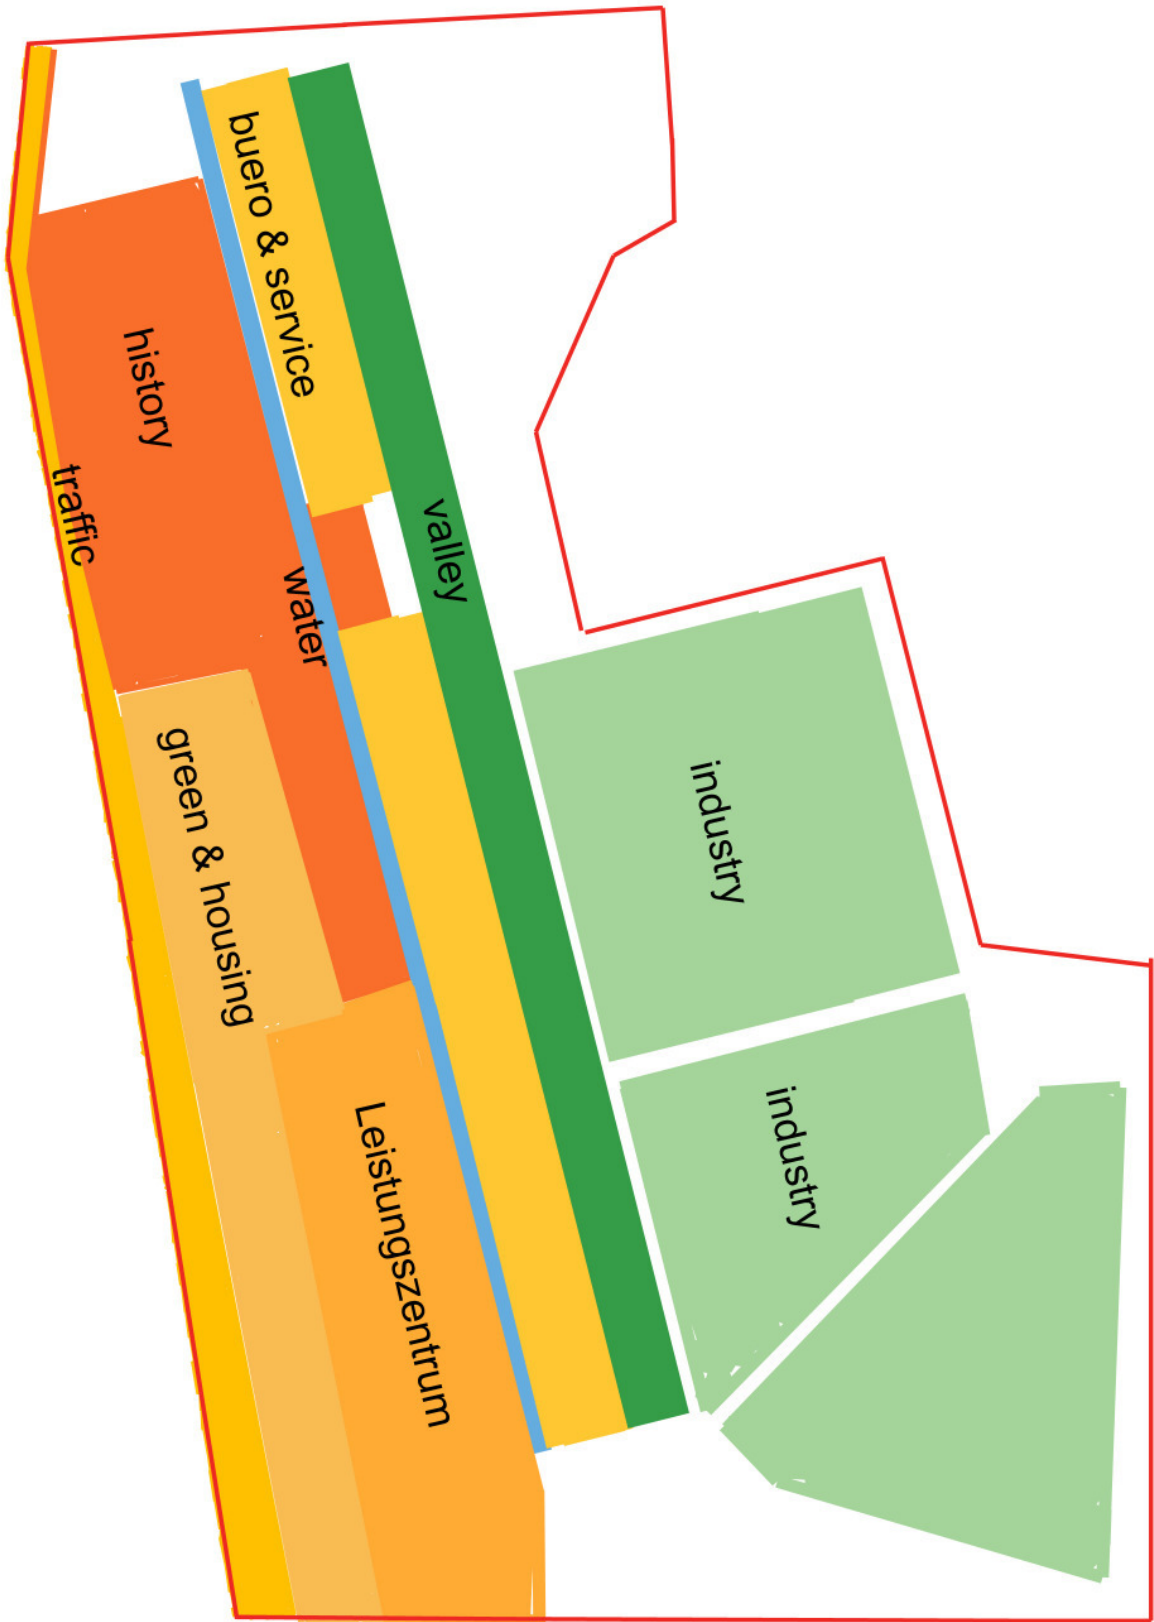 buero & service
history
traffic
valley
water
green & housing
industry
industry
Leistungszentrum